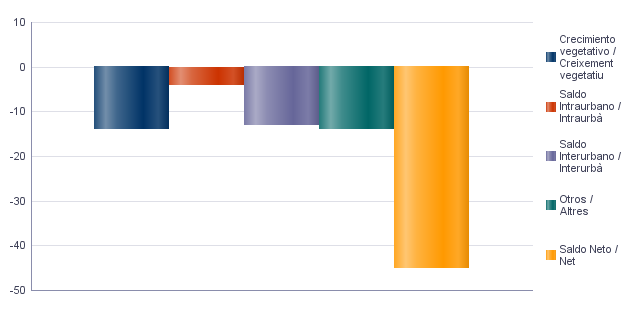 10
0
-10
-20
-30
-40
-50
Crecimiento
vegetativo /
Creixement
vegetatiu
Saldo
Intraurbano /
Intraurbà
Saldo
Interurbano /
Interurbà
Otros /
Altres
Saldo Neto /
Net